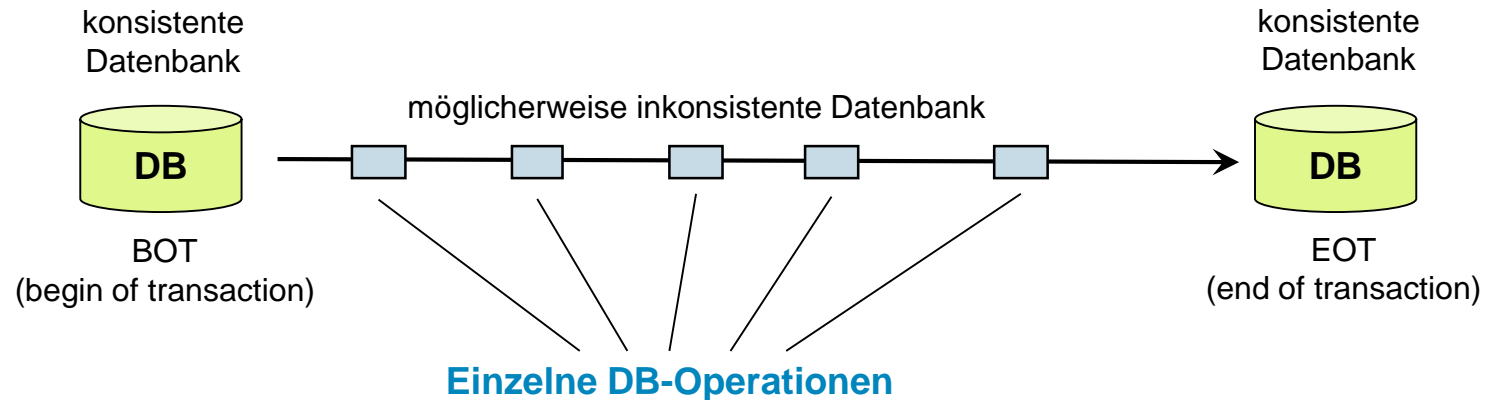 konsistente
Datenbank
konsistente
Datenbank
möglicherweise inkonsistente Datenbank
DB
DB
BOT
(begin of transaction)
EOT
(end of transaction)
Einzelne DB-Operationen